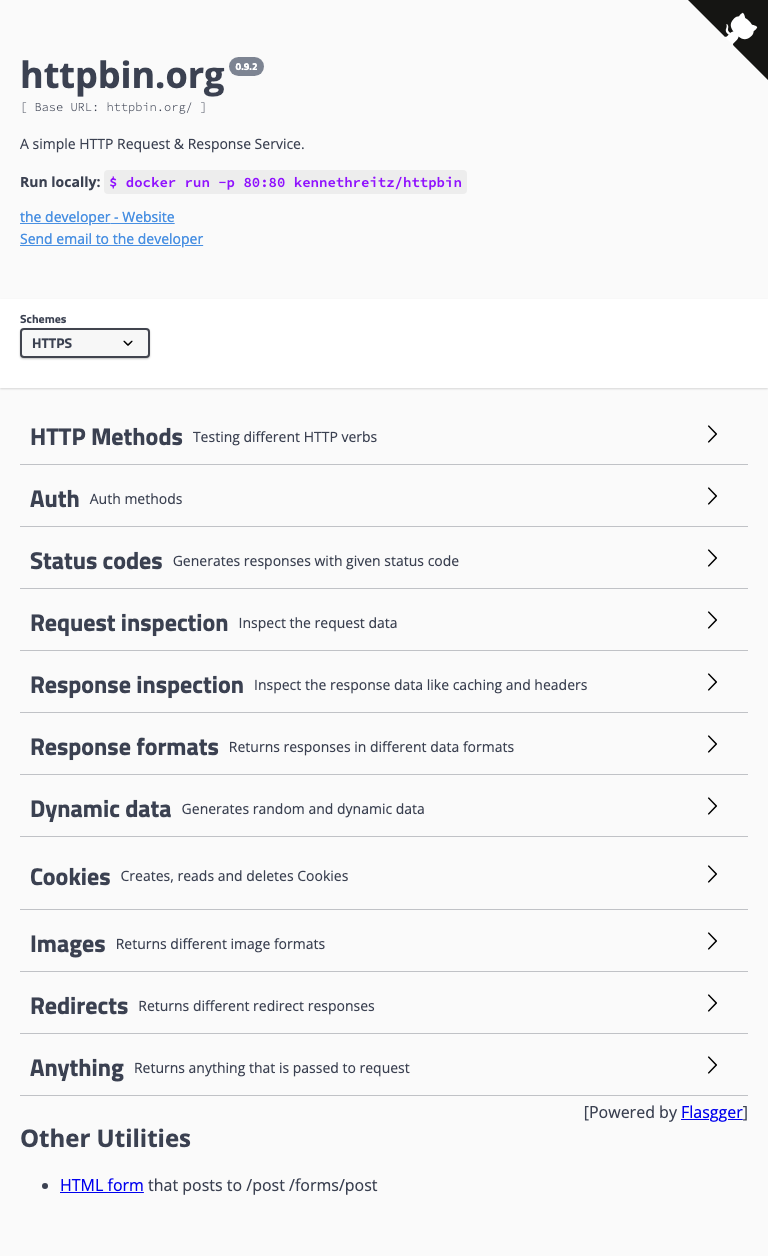 httpbin.org 0.9.2
[ Base URL: httpbin.org/ ]
A simple HTTP Request & Response Service.
Run locally: $ docker run -p 80:80 kennethreitz/httpbin
the developer - Website
Send email to the developer
Schemes
HTTPS
HTTP Methods Testing different HTTP verbs
Auth Auth methods
Status codes Generates responses with given status code
Request inspection Inspect the request data
Response inspection Inspect the response data like caching and headers
Response formats Returns responses in different data formats
Dynamic data Generates random and dynamic data
Cookies Creates, reads and deletes Cookies
Images Returns different image formats
Redirects Returns different redirect responses
Anything Returns anything that is passed to request
[Powered by Flasgger]
Other Utilities
• HTML form that posts to /post /forms/post